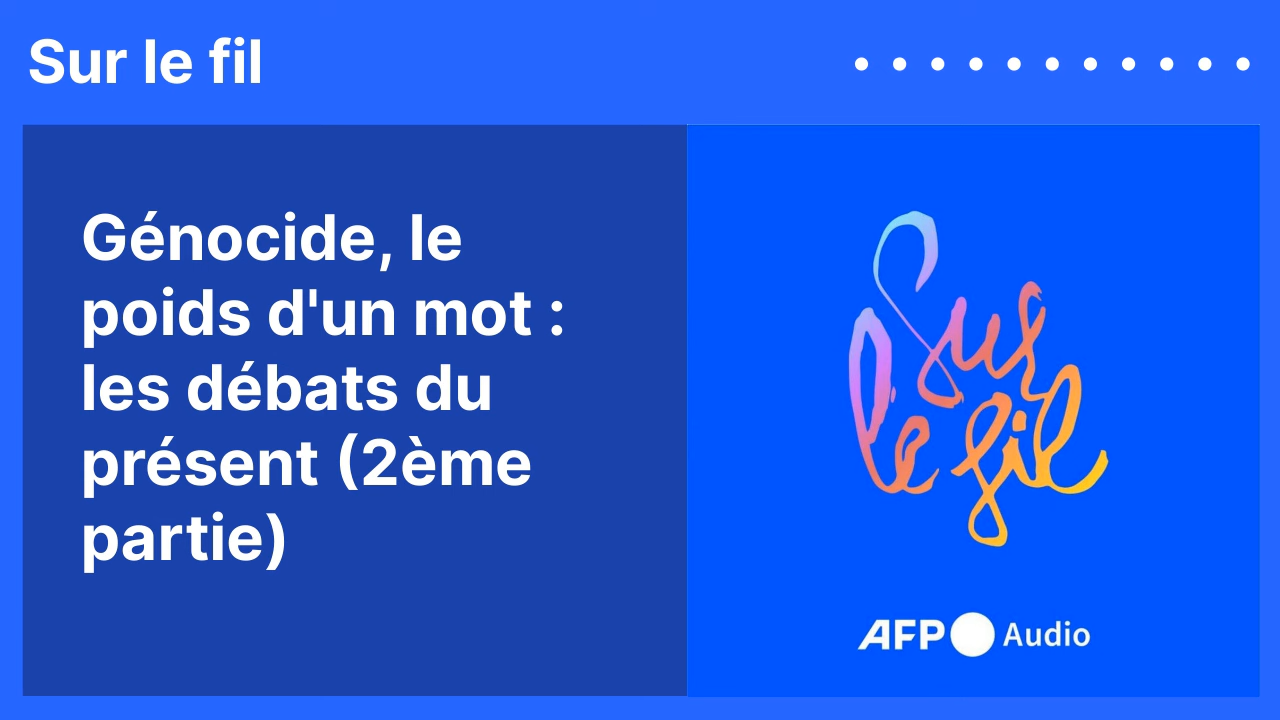 Sur le fil
Génocide, le
poids d'un mot :
les débats du
présent (2ème
partie)
Sur
le fil
AFP Audio